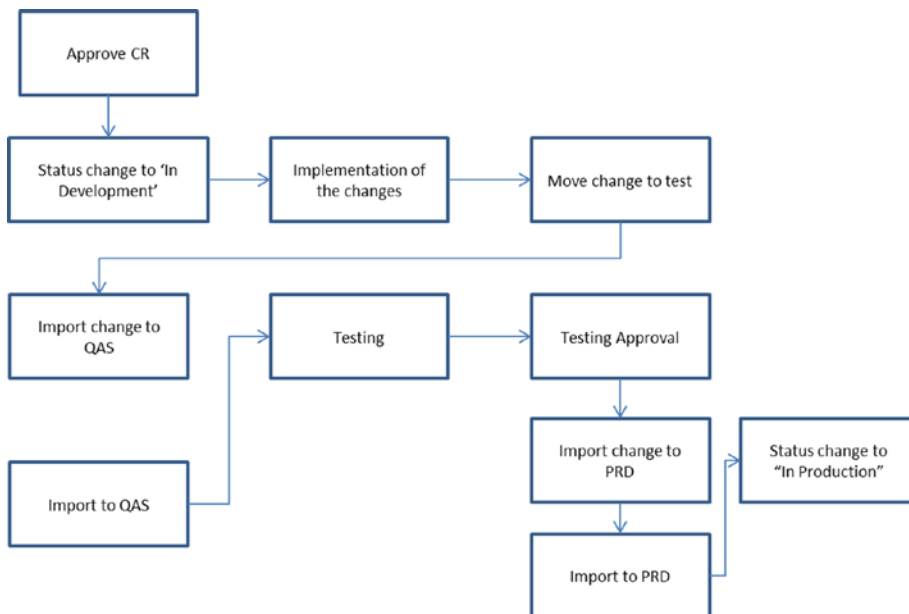 Approve CR
Status change to ‘In
Development’
Implementation of
the changes
Move change to test
Import change to
QAS
Testing
Testing Approval
Import change to
PRD
Status change to
“In Production”
Import to QAS
Import to PRD